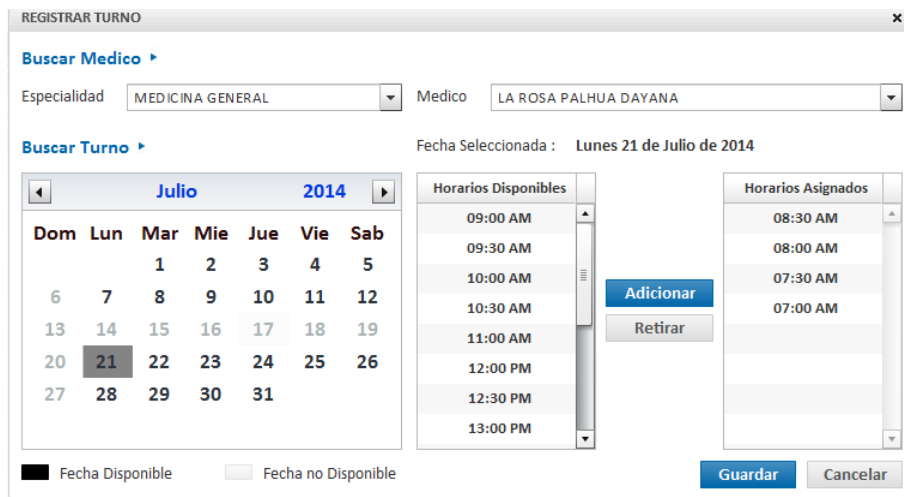 REGISTRAR TURNO x
Buscar Medico
Especialidad MEDICINA GENERAL Medico LA ROSA PALHUA DAYANA
Buscar Turno Fecha Seleccionada : Lunes 21 de Julio de 2014
Julio 2014
Dom Lun Mar Mie Jue Vie Sab
1 2 3 4 5
6 7 8 9 10 11 12
13 14 15 16 17 18 19
20 21 22 23 24 25 26
27 28 29 30 31
Fecha Disponible Fecha no Disponible
Horarios Disponibles
09:00 AM
09:30 AM
10:00 AM
10:30 AM
11:00 AM
12:00 PM
12:30 PM
13:00 PM
Adicionar
Retirar
Horarios Asignados
08:30 AM
08:00 AM
07:30 AM
07:00 AM
Guardar Cancelar